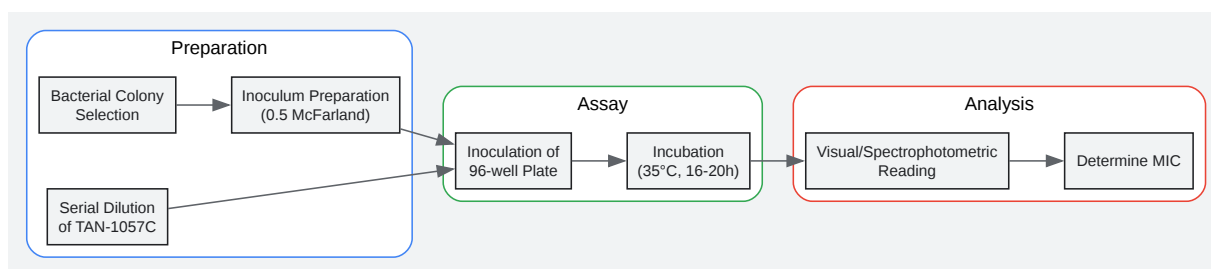 Preparation
Bacterial Colony
Selection
Inoculum Preparation
(0.5 McFarland)
Serial Dilution
of TAN-1057C
Assay
Inoculation of
96-well Plate
Incubation
(35°C, 16-20h)
Analysis
Visual/Spectrophotometric
Reading
Determine MIC